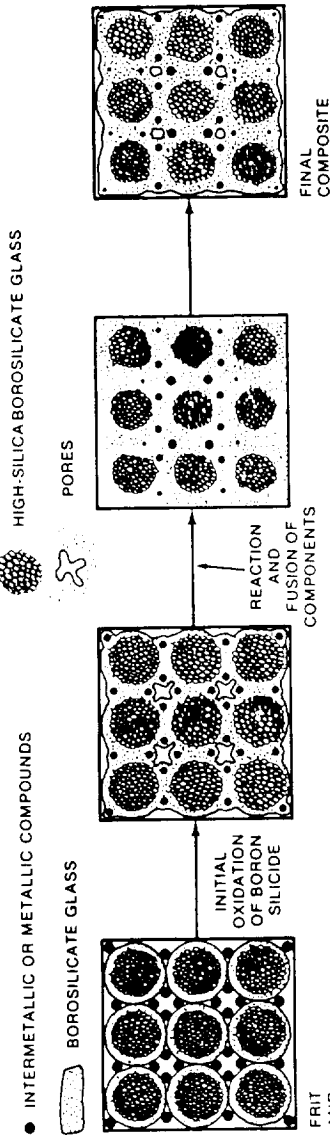 INTERMETALLIC OR METALLIC COMPOUNDS
BOROSILICATE GLASS
HIGH-SILICA BOROSILICATE GLASS
PORES
FRIT
INITIAL
OXIDATION
OF BORON
SILICIDE
REACTION
AND
FUSION OF
COMPONENTS
FINAL
COMPOSITE